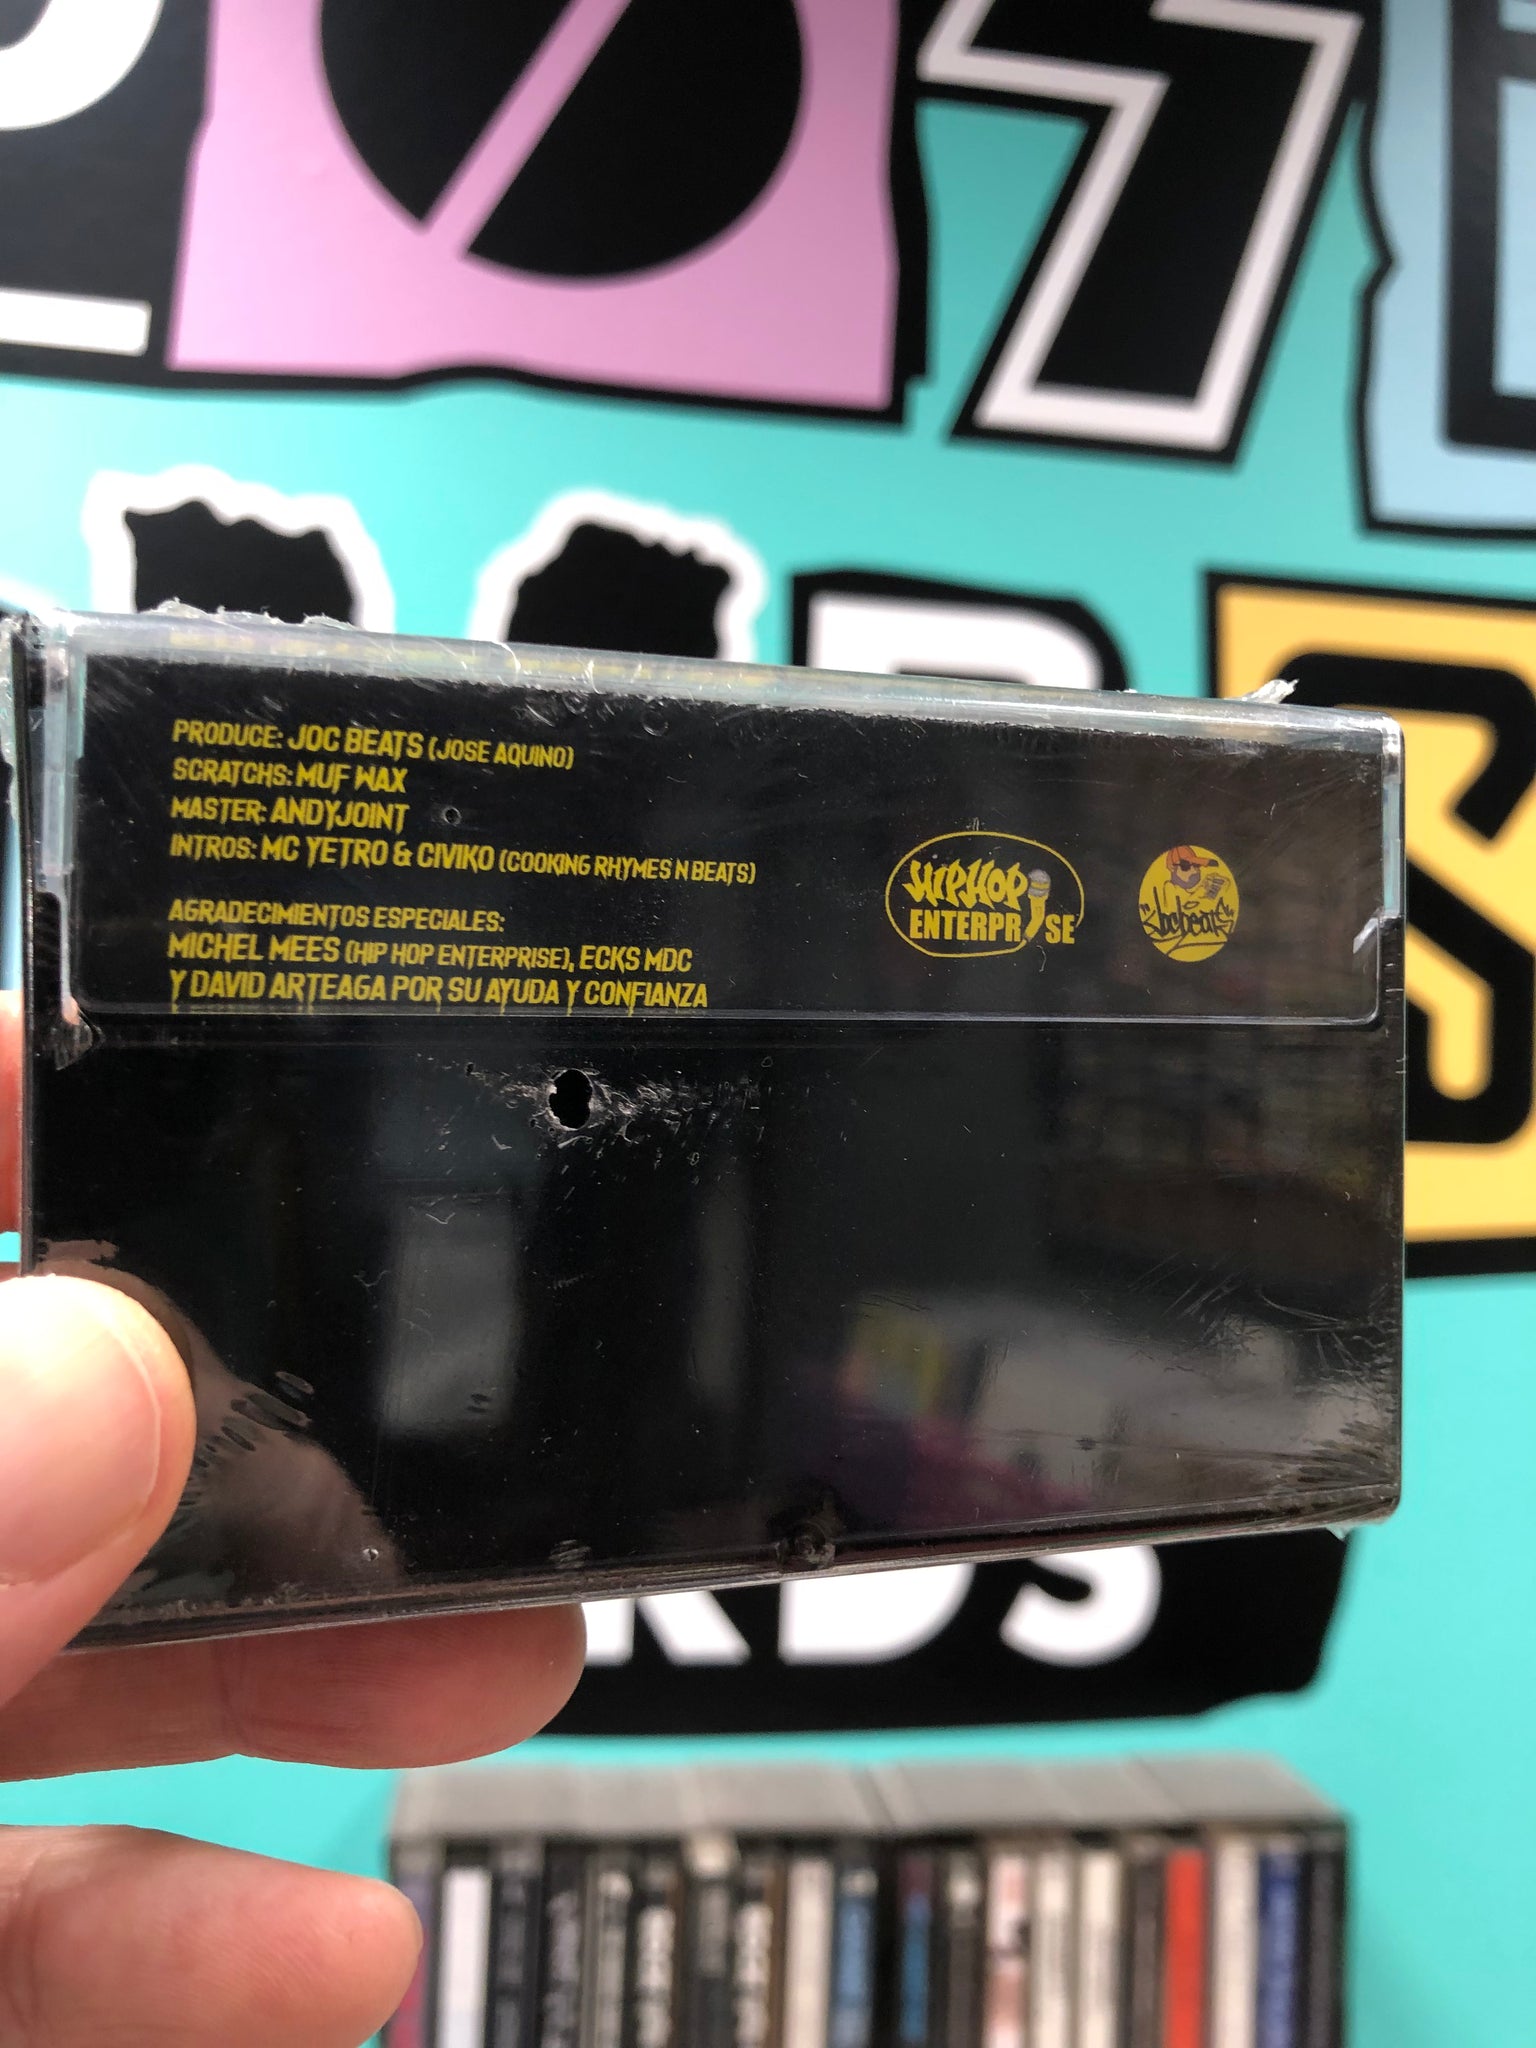 PRODUCE: JOC BEATS (JOSE AQUINO)
SCRATCHS: MUF WAX
MASTER: ANDYJOINT
INTROS: MC YETRO & CIVIKO (COOKING RHYMES N BEATS)
AGRADECIMIENTOS ESPECIALES:
MICHEL MEES (HIP HOP ENTERPRISE), ECKS MDC
Y DAVID ARTEAGA POR SU AYUDA Y CONFIANZA
HIPHOP
ENTERPRISE
Jocbeats